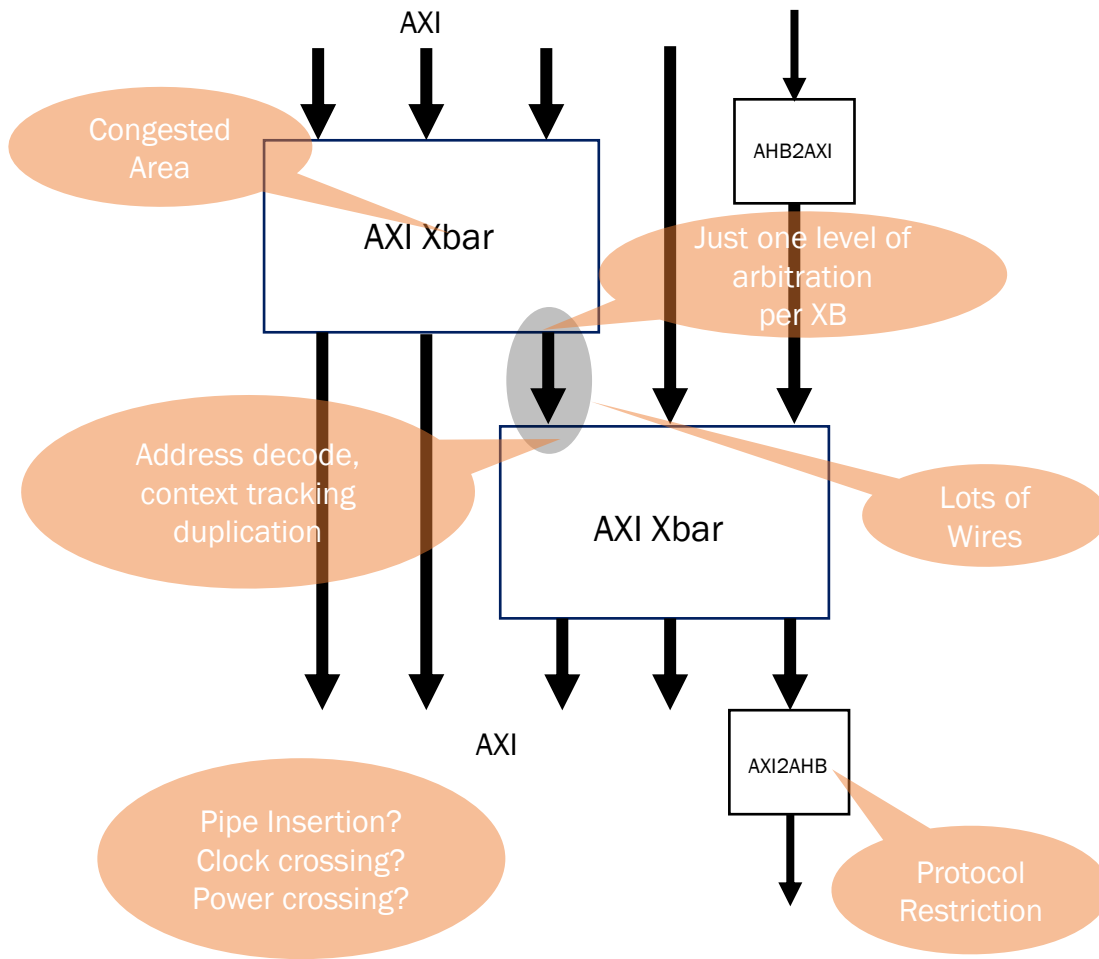 AXI
Congested
Area
AHB2AXI
AXI Xbar
Just one level of
arbitration
per XB
Address decode,
context tracking
duplication
AXI Xbar
Lots of
Wires
AXI
AXI2AHB
Pipe Insertion?
Clock crossing?
Power crossing?
Protocol
Restriction